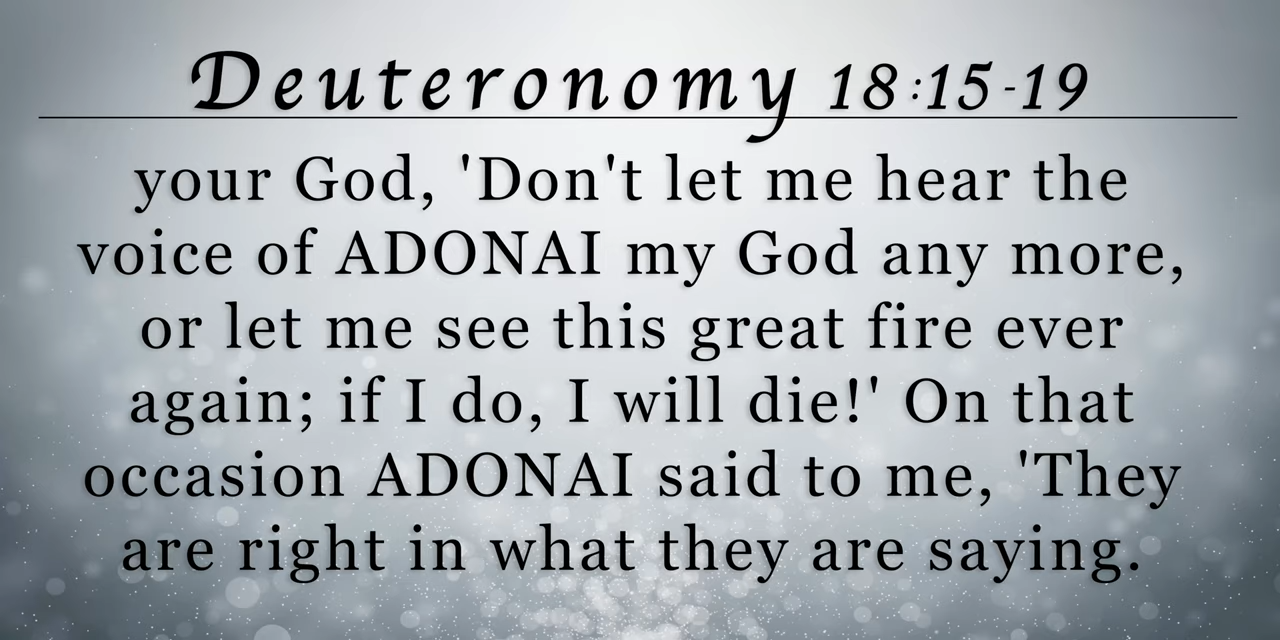 Deuteronomy 18:15-19
your God, 'Don't let me hear the
voice of ADONAI my God any more,
or let me see this great fire ever
again; if I do, I will die!' On that
occasion ADONAI said to me, 'They
are right in what they are saying.